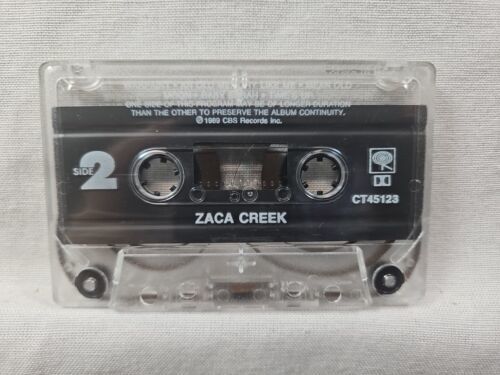 ONE SIDE OF THIS PROGRAM MAY BE OF LONGER DURATION
THAN THE OTHER TO PRESERVE THE ALBUM CONTINUITY.
℗1989 CBS Records Inc.
SIDE 2
CT45123
ZACA CREEK